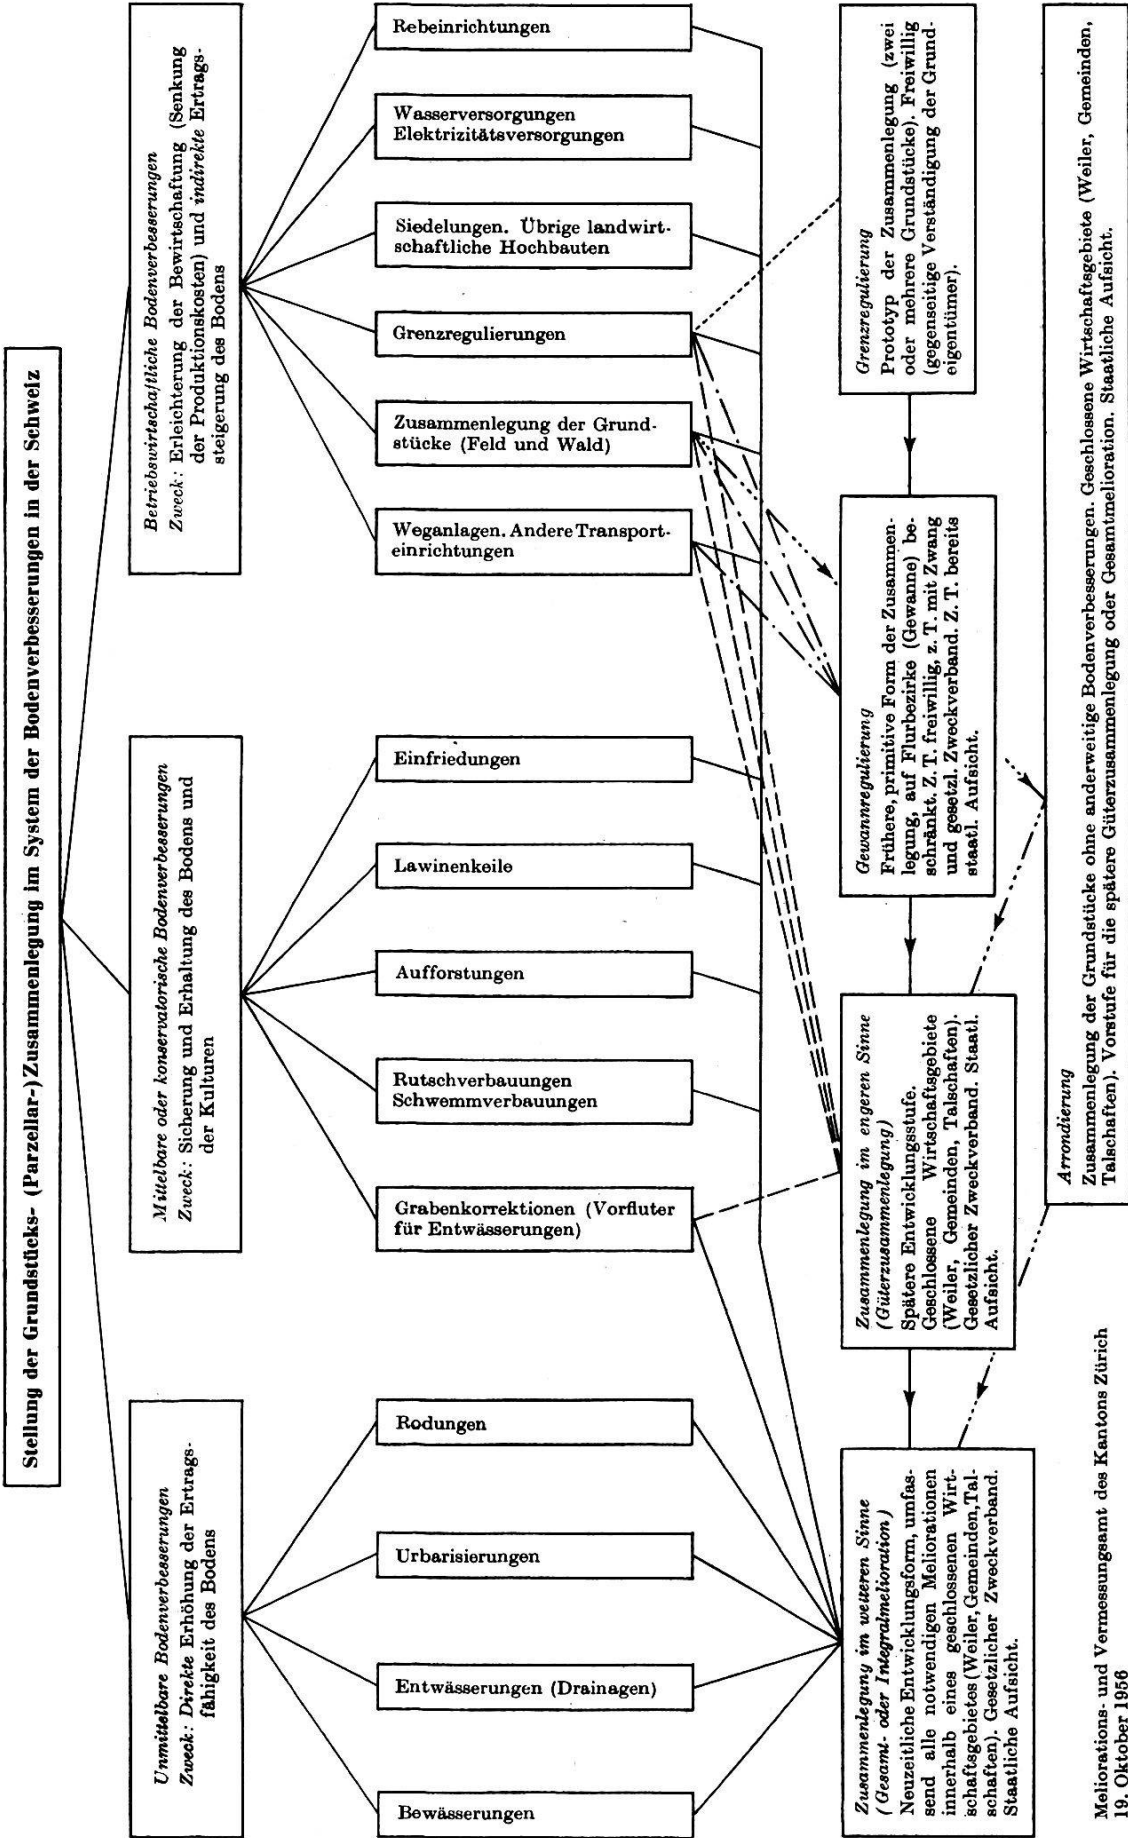 Stellung der Grundstücks- (Parzellar-) Zusammenlegung im System der Bodenverbesserungen in der Schweiz
Unmittelbare Bodenverbesserungen
Zweck: Direkte Erhöhung der Ertrags-
fähigkeit des Bodens
Mittelbare oder konservatorische Bodenverbesserungen
Zweck: Sicherung und Erhaltung des Bodens und
der Kulturen
Betriebswirtschaftliche Bodenverbesserungen
Zweck: Erleichterung der Bewirtschaftung (Senkung
der Produktionskosten) und indirekte Ertrags-
steigerung des Bodens
Bewässerungen
Entwässerungen (Drainagen)
Urbarisierungen
Rodungen
Grabenkorrektionen (Vorfluter
für Entwässerungen)
Rutschverbauungen
Schwemmverbauungen
Aufforstungen
Lawinenkeile
Einfriedungen
Weganlagen. Andere Transport-
einrichtungen
Zusammenlegung der Grund-
stücke (Feld und Wald)
Grenzregulierungen
Siedelungen. Übrige landwirt-
schaftliche Hochbauten
Wasserversorgungen
Elektrizitätsversorgungen
Rebeinrichtungen
Zusammenlegung im weiteren Sinne
(Gesamt- oder Integralmelioration)
Neuzeitliche Entwicklungsform, umfas-
send alle notwendigen Meliorationen
innerhalb eines geschlossenen Wirt-
schaftsgebietes (Weiler, Gemeinden, Tal-
schaften). Gesetzlicher Zweckverband.
Staatliche Aufsicht.
Zusammenlegung im engeren Sinne
(Güterzusammenlegung)
Spätere Entwicklungsstufe.
Geschlossene Wirtschaftsgebiete
(Weiler, Gemeinden, Talschaften).
Gesetzlicher Zweckverband. Staatl.
Aufsicht.
Gewannregulierung
Frühere, primitive Form der Zusammen-
legung, auf Flurbezirke (Gewanne) be-
schränkt. Z. T. freiwillig, z. T. mit Zwang
und gesetzl. Zweckverband. Z. T. bereits
staatl. Aufsicht.
Grenzregulierung
Prototyp der Zusammenlegung (zwei
oder mehrere Grundstücke). Freiwillig
(gegenseitige Verständigung der Grund-
eigentümer).
Arrondierung
Zusammenlegung der Grundstücke ohne anderweitige Bodenverbesserungen. Geschlossene Wirtschaftsgebiete (Weiler, Gemeinden,
Talschaften). Vorstufe für die spätere Güterzusammenlegung oder Gesamtmelioration. Staatliche Aufsicht.
Meliorations- und Vermessungsamt des Kantons Zürich
19. Oktober 1956